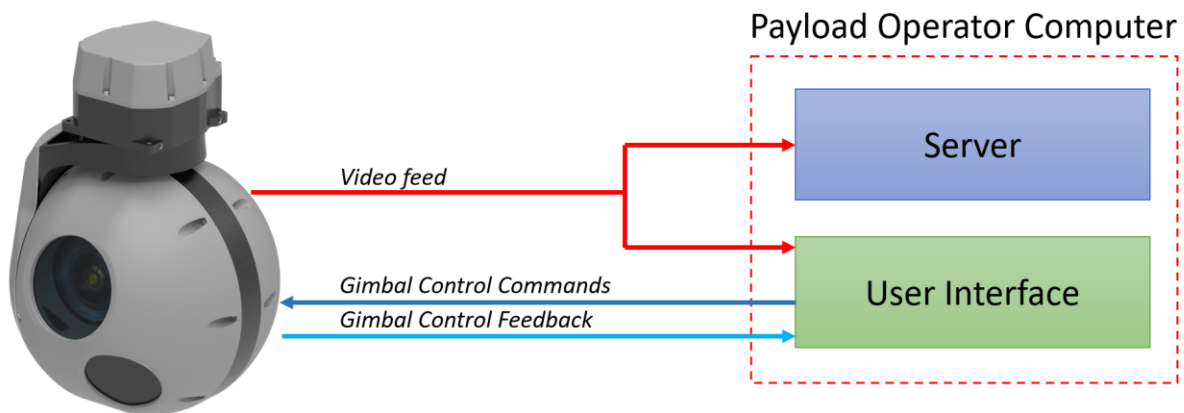 Payload Operator Computer
Server
Video feed
User Interface
Gimbal Control Commands
Gimbal Control Feedback